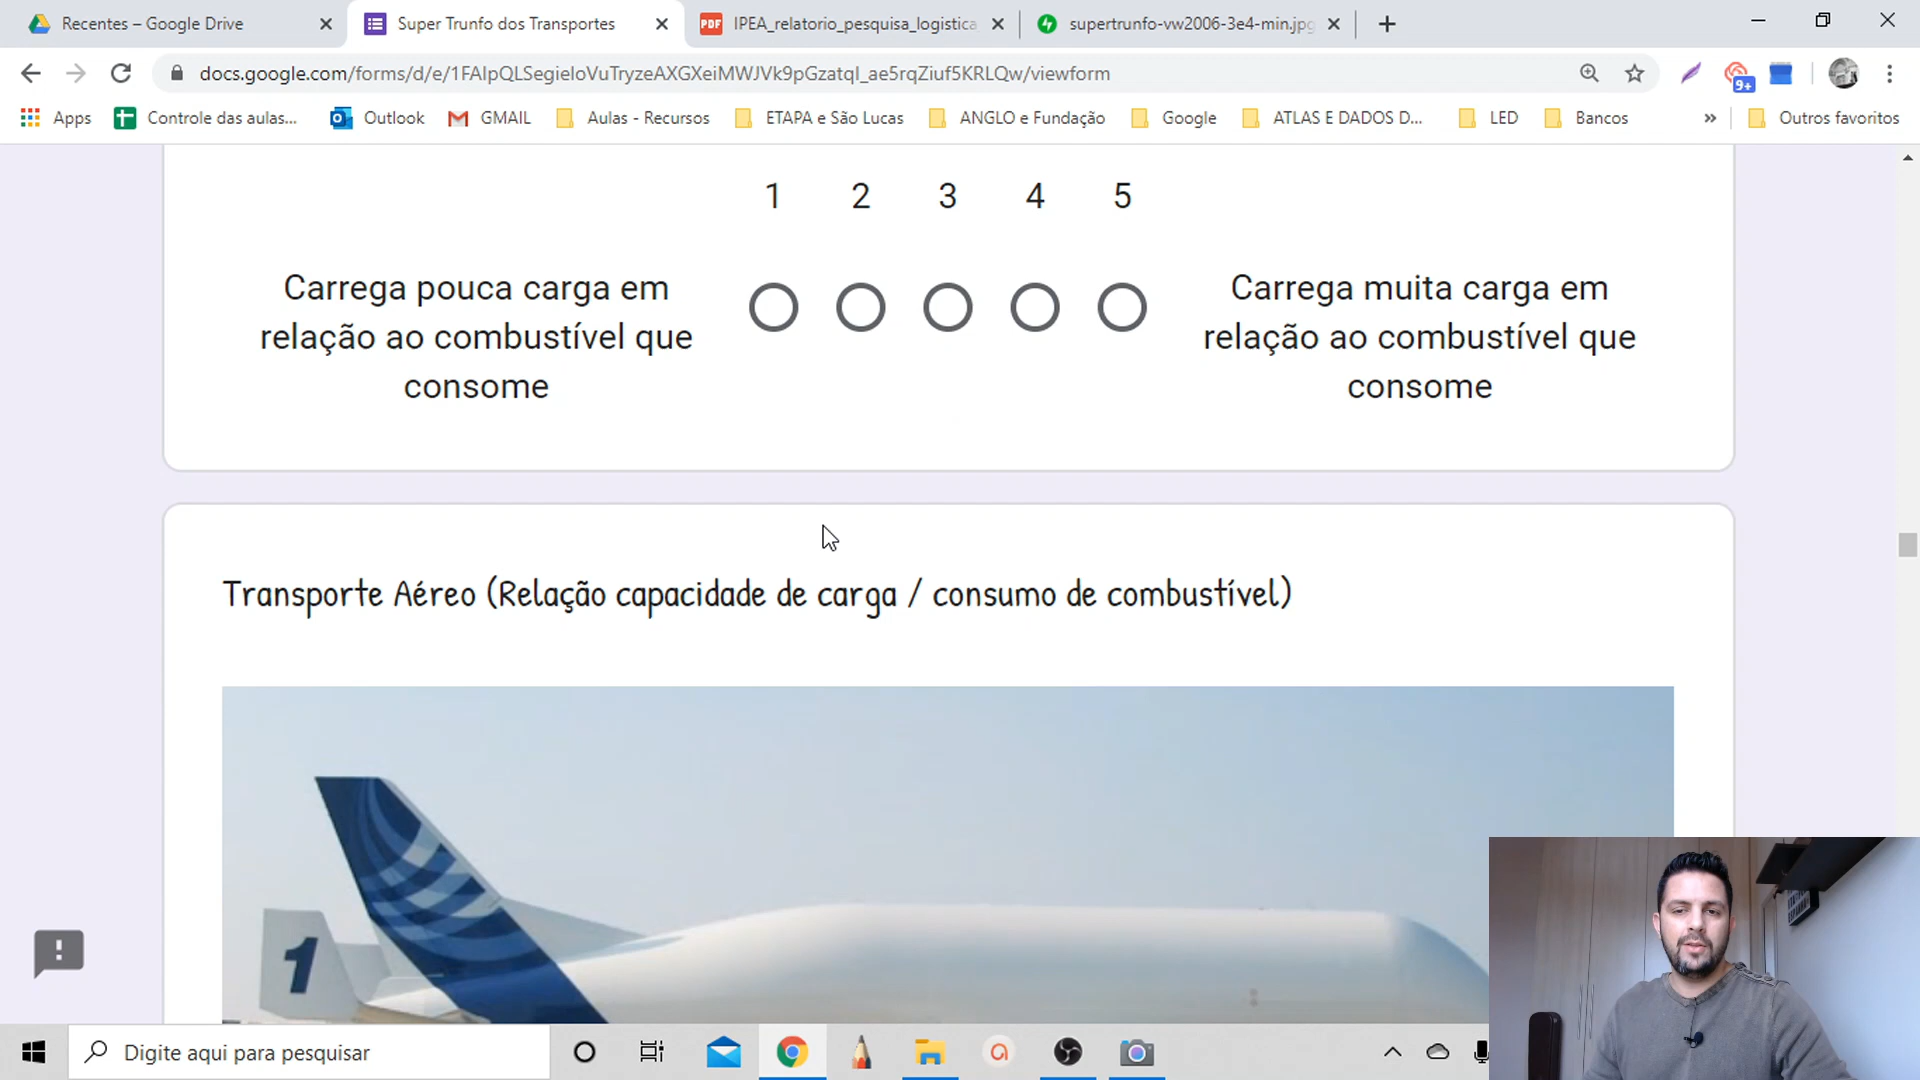 Recentes – Google Drive
Super Trunfo dos Transportes
PDF
IPEA_relatorio_pesquisa_logistica
supertrunfo-vw2006-3e4-min.jpg
docs.google.com/forms/d/e/1FAIpQLSegieIoVuTryzeAXGXeiMWJVk9pGzatqI_ae5rqZiuf5KRLQw/viewform
9+
Apps
Controle das aulas...
Outlook
GMAIL
Aulas - Recursos
ETAPA e São Lucas
ANGLO e Fundação
Google
ATLAS E DADOS D...
LED
Bancos
»
Outros favoritos
1 2 3 4 5
Carrega pouca carga em
relação ao combustível que
consome
Carrega muita carga em
relação ao combustível que
consome
Transporte Aéreo (Relação capacidade de carga / consumo de combustível)
1
Digite aqui para pesquisar